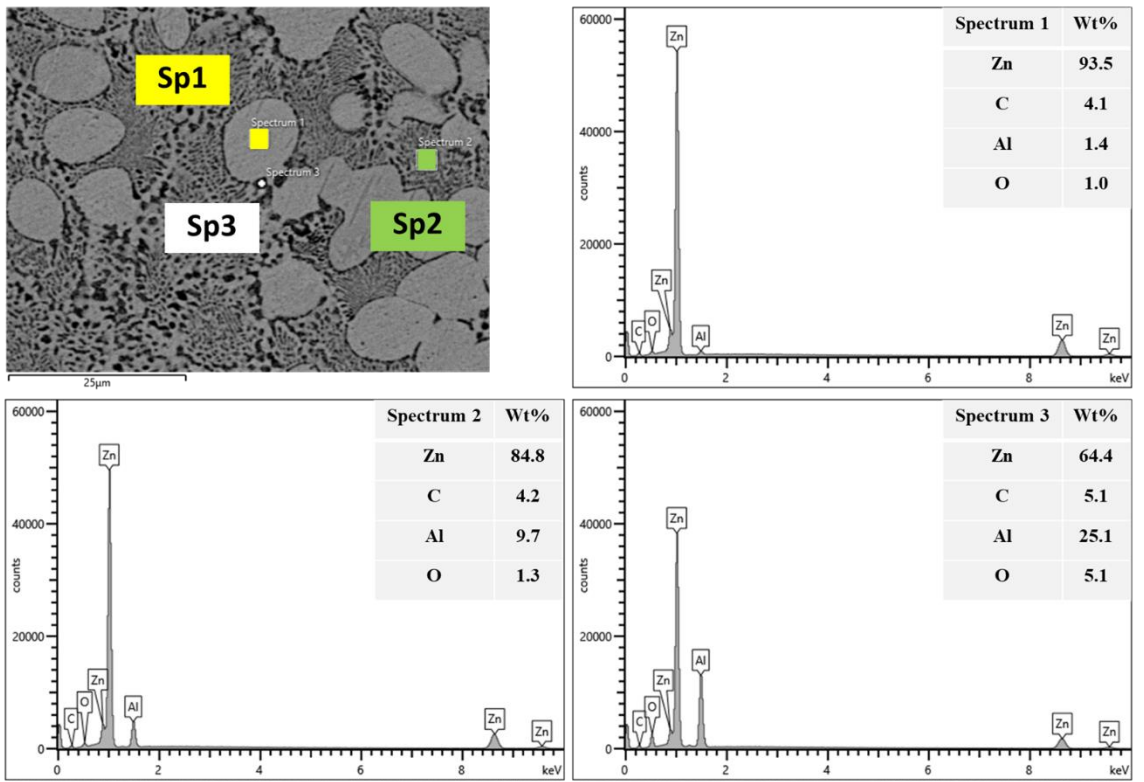 Sp1
Spectrum 1
Spectrum 2
Spectrum 3
Sp3
Sp2
25µm
60000
40000
20000
0
counts
Zn
Zn
C
O
Al
Zn
Zn
0
2
4
6
8
keV
Spectrum 1 Wt%
Zn 93.5
C 4.1
Al 1.4
O 1.0
60000
40000
20000
0
counts
Zn
Zn
C
O
Al
Zn
Zn
0
2
4
6
8
keV
Spectrum 2 Wt%
Zn 84.8
C 4.2
Al 9.7
O 1.3
60000
40000
20000
0
counts
Zn
Zn
C
O
Al
Zn
Zn
0
2
4
6
8
keV
Spectrum 3 Wt%
Zn 64.4
C 5.1
Al 25.1
O 5.1